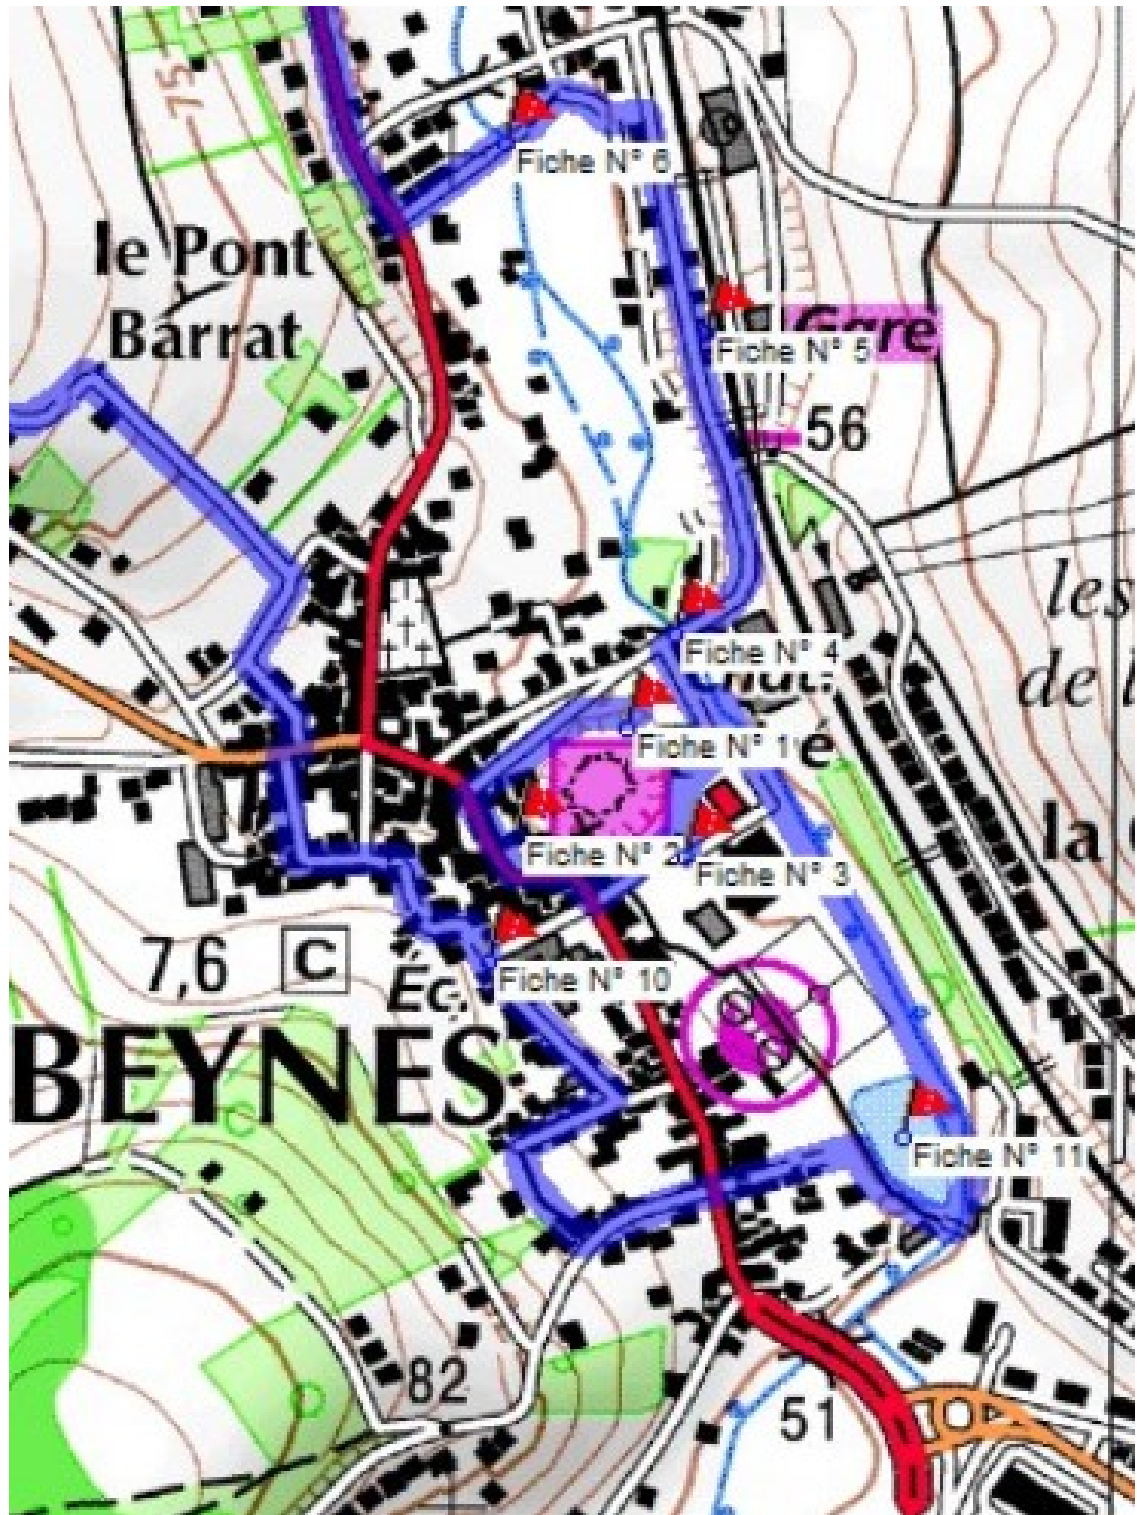 75
Fiche N° 6
le Pont
Barrat
Gare
Fiche N° 5
56
les
de l
Fiche N° 4
Fiche N° 1
é
la
Fiche N° 2
Fiche N° 3
7,6
C
Éc.
Fiche N° 10
BEYNES
Fiche N° 11
82
51